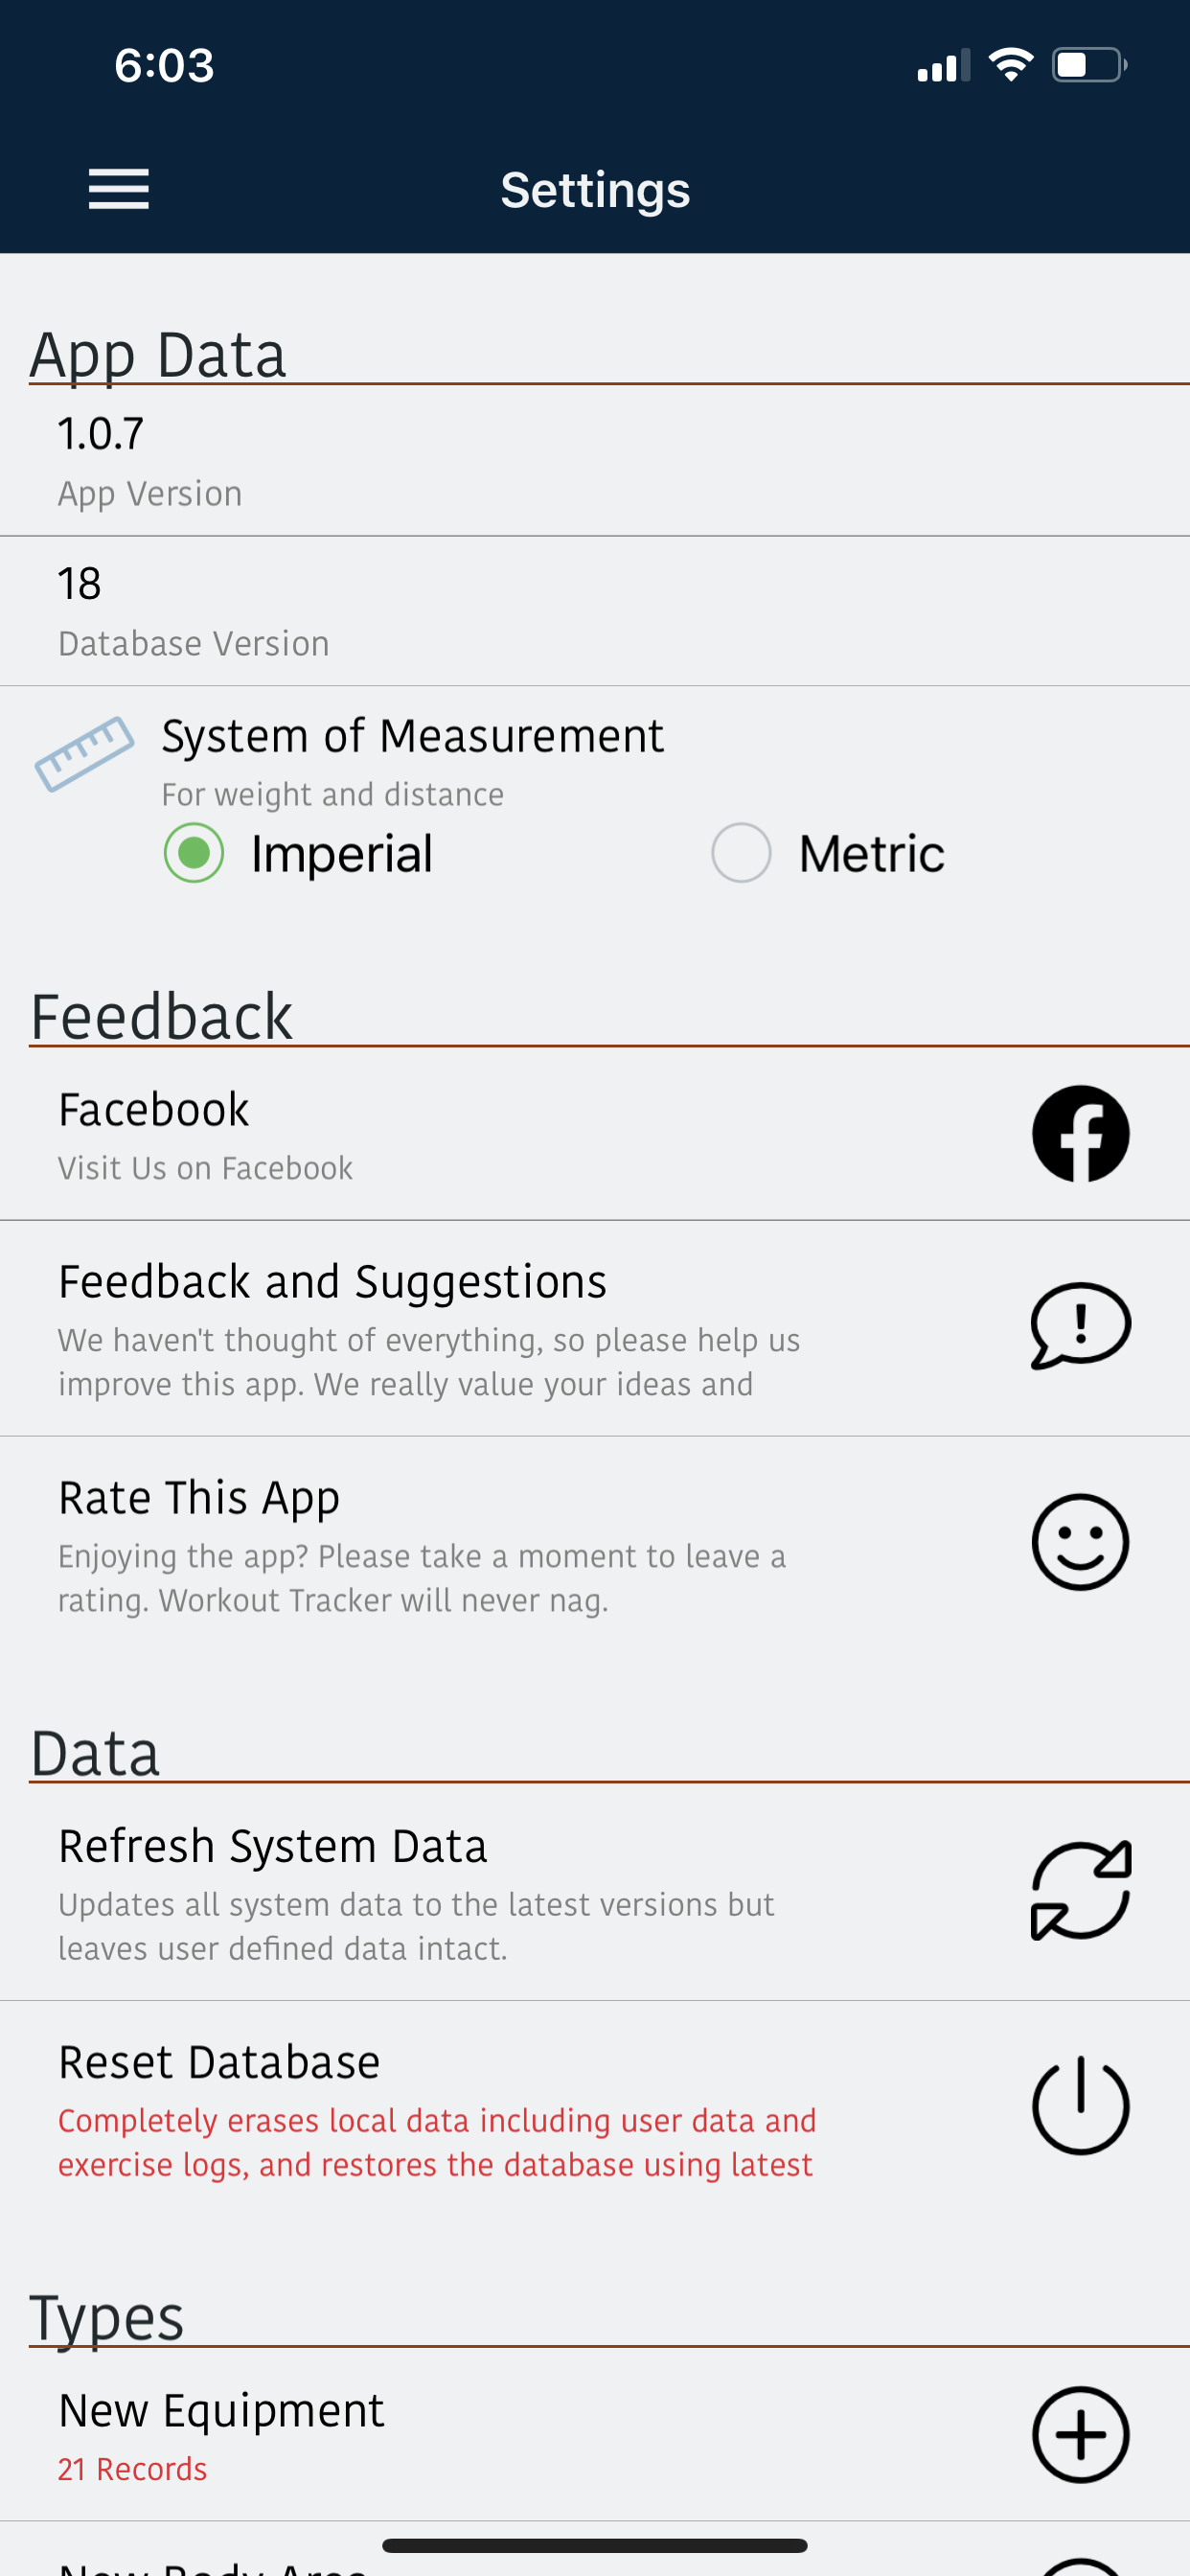 6:03
Settings
App Data
1.0.7
App Version
18
Database Version
System of Measurement
For weight and distance
Imperial
Metric
Feedback
Facebook
Visit Us on Facebook
Feedback and Suggestions
We haven't thought of everything, so please help us
improve this app. We really value your ideas and
Rate This App
Enjoying the app? Please take a moment to leave a
rating. Workout Tracker will never nag.
Data
Refresh System Data
Updates all system data to the latest versions but
leaves user defined data intact.
Reset Database
Completely erases local data including user data and
exercise logs, and restores the database using latest
Types
New Equipment
21 Records
New Body Area